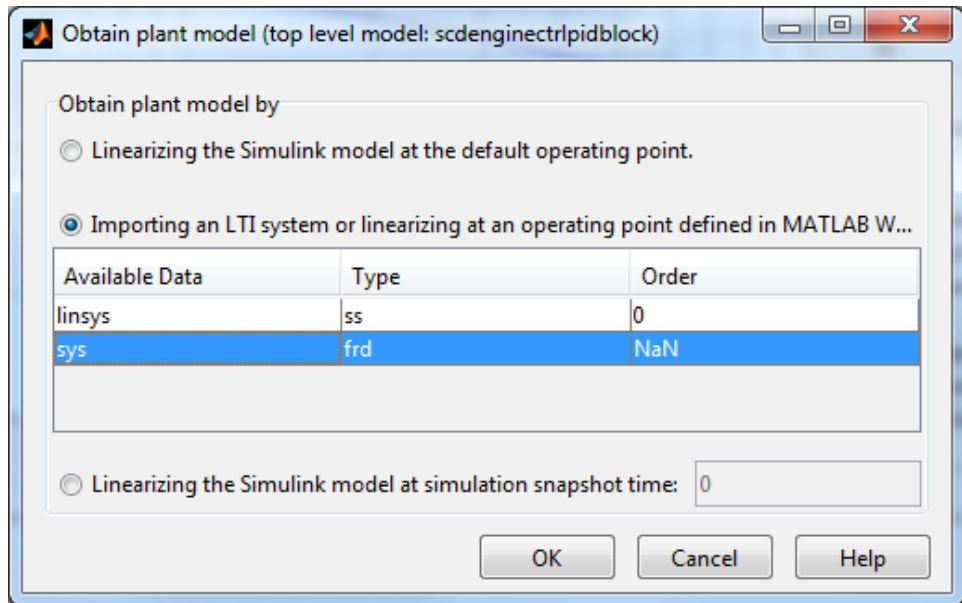 Obtain plant model (top level model: scdenginectrlpidblock)
Obtain plant model by
Linearizing the Simulink model at the default operating point.
Importing an LTI system or linearizing at an operating point defined in MATLAB W...
Available Data Type Order
linsys ss 0
sys frd NaN
Linearizing the Simulink model at simulation snapshot time: 0
OK Cancel Help